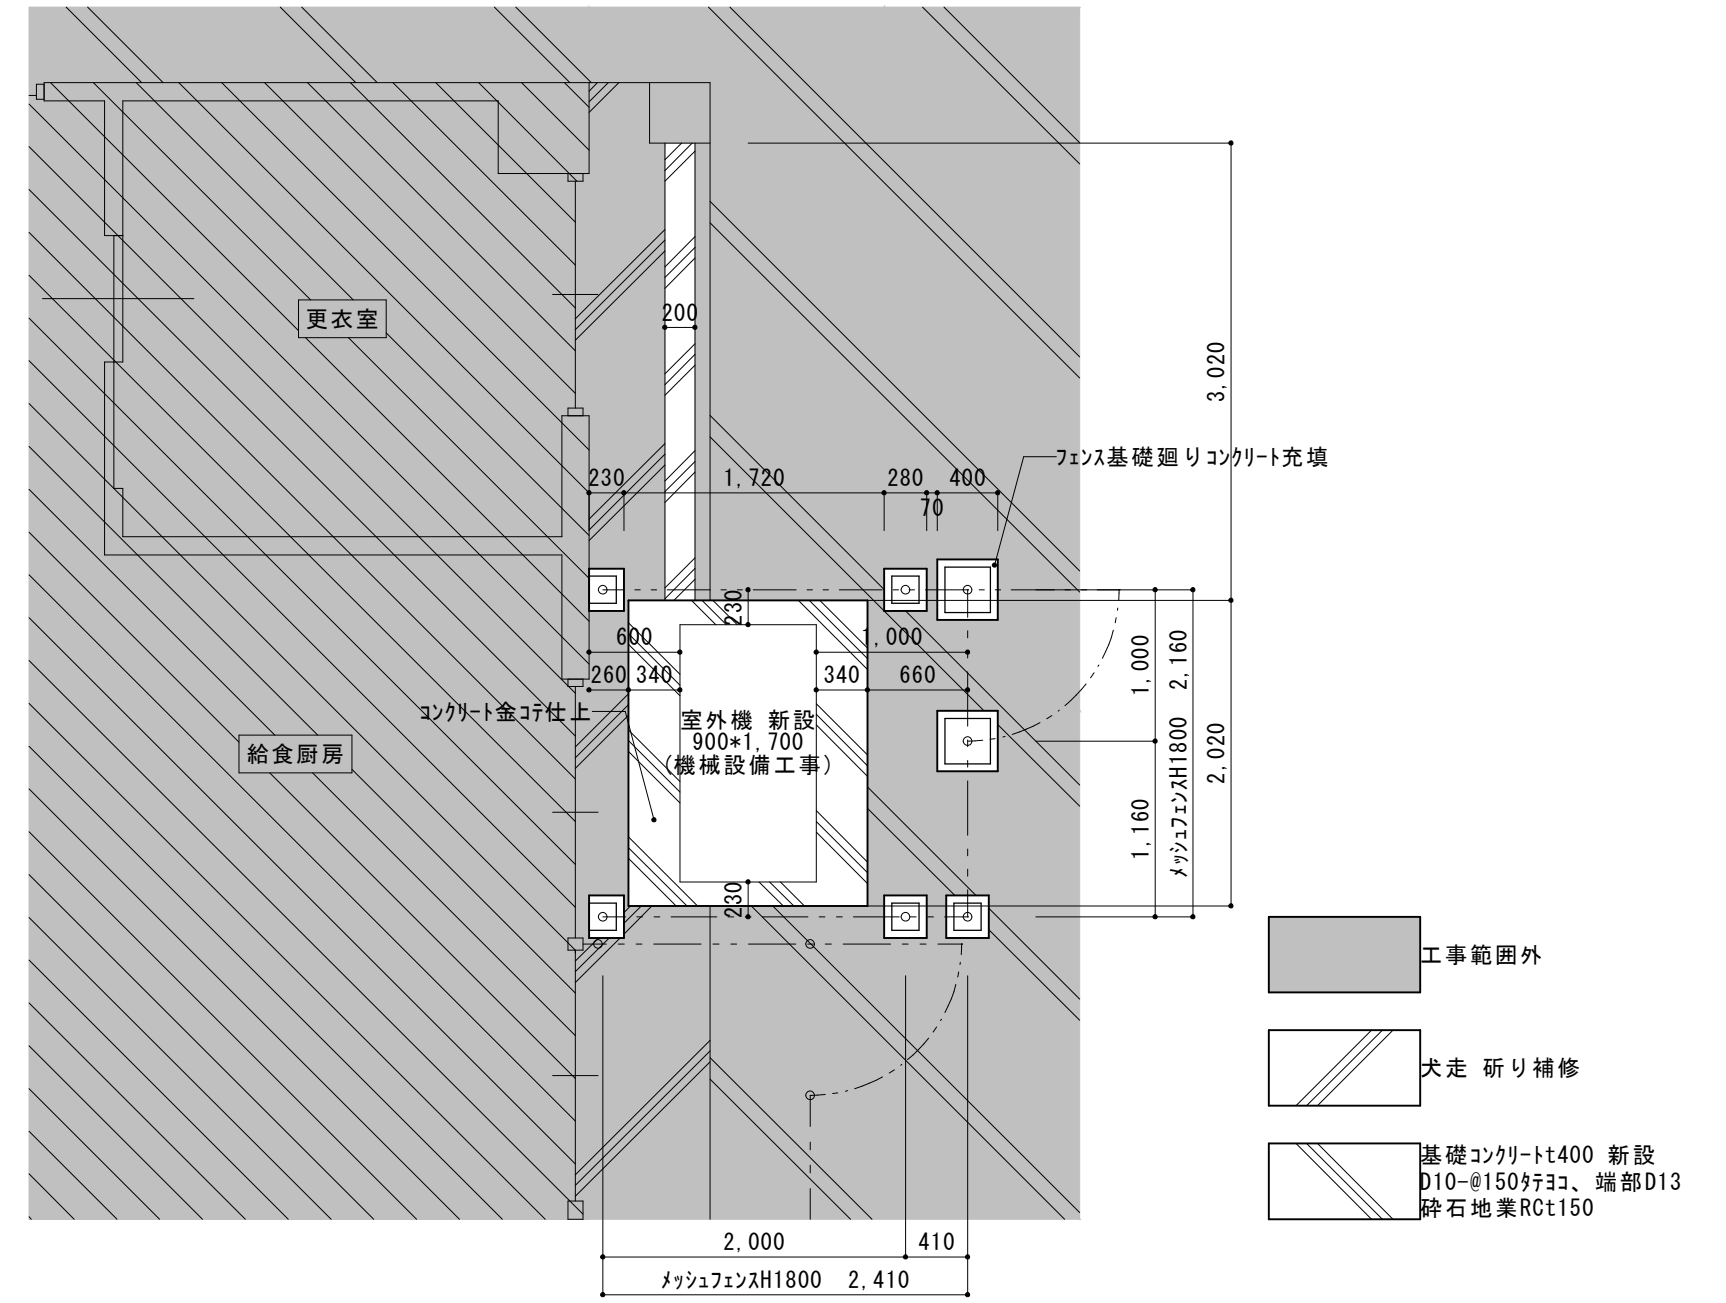 更衣室
200
3,020
フェンス基礎廻りコンクリート充填
230
1,720
280
400
70
230
600
1,000
260
340
340
660
コンクリート金コテ仕上
室外機 新設
900*1,700
(機械設備工事)
給食厨房
230
1,000
1,160
メッシュフェンスH1800 2,160
2,020
工事範囲外
犬走 斫り補修
基礎コンクリートt400 新設
D10-@150タテヨコ、端部D13
砕石地業RCt150
2,000
410
メッシュフェンスH1800 2,410